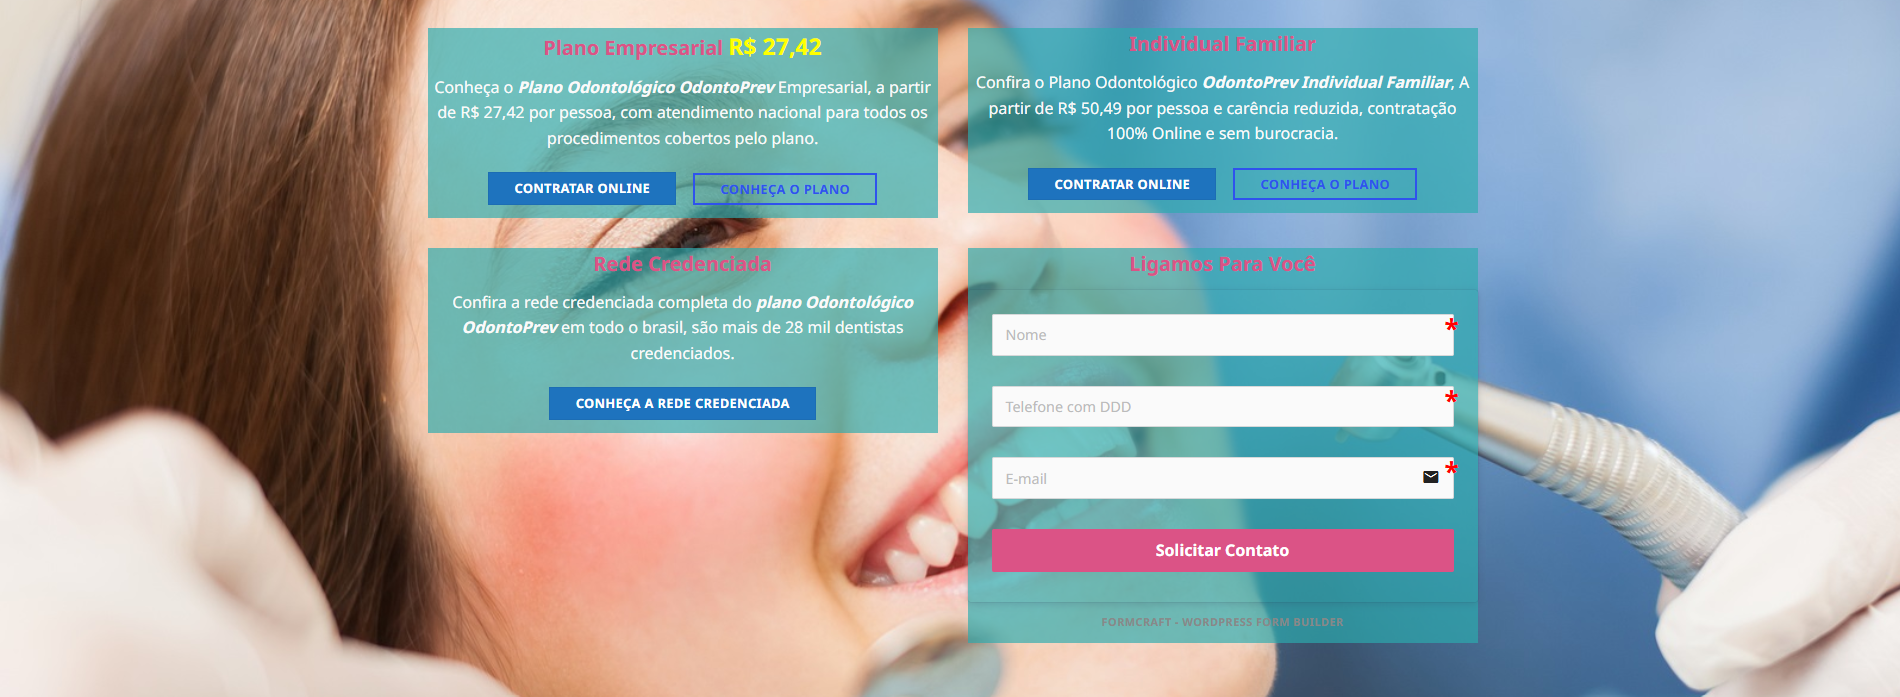 Plano Empresarial R$ 27,42
Conheça o Plano Odontológico OdontoPrev Empresarial, a partir
de R$ 27,42 por pessoa, com atendimento nacional para todos os
procedimentos cobertos pelo plano.
CONTRATAR ONLINE
CONHEÇA O PLANO
Individual Familiar
Confira o Plano Odontológico OdontoPrev Individual Familiar, A
partir de R$ 50,49 por pessoa e carência reduzida, contratação
100% Online e sem burocracia.
CONTRATAR ONLINE
CONHEÇA O PLANO
Rede Credenciada
Confira a rede credenciada completa do plano Odontológico
OdontoPrev em todo o brasil, são mais de 28 mil dentistas
credenciados.
CONHEÇA A REDE CREDENCIADA
Ligamos Para Você
Nome *
Telefone com DDD *
E-mail *
Solicitar Contato
FORMCRAFT - WORDPRESS FORM BUILDER